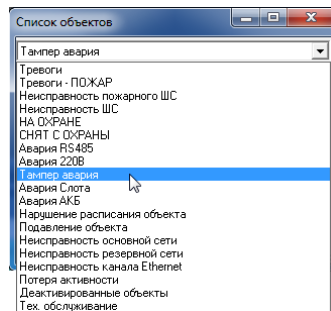 Список объектов
Тампер авария
Тревоги
Тревоги - ПОЖАР
Неисправность пожарного ШС
Неисправность ШС
НА ОХРАНЕ
СНЯТ С ОХРАНЫ
Авария RS485
Авария 220В
Тампер авария
Авария Слота
Авария АКБ
Нарушение расписания объекта
Подавление объекта
Неисправность основной сети
Неисправность резервной сети
Неисправность канала Ethernet
Потеря активности
Деактивированные объекты
Тех. обслуживание